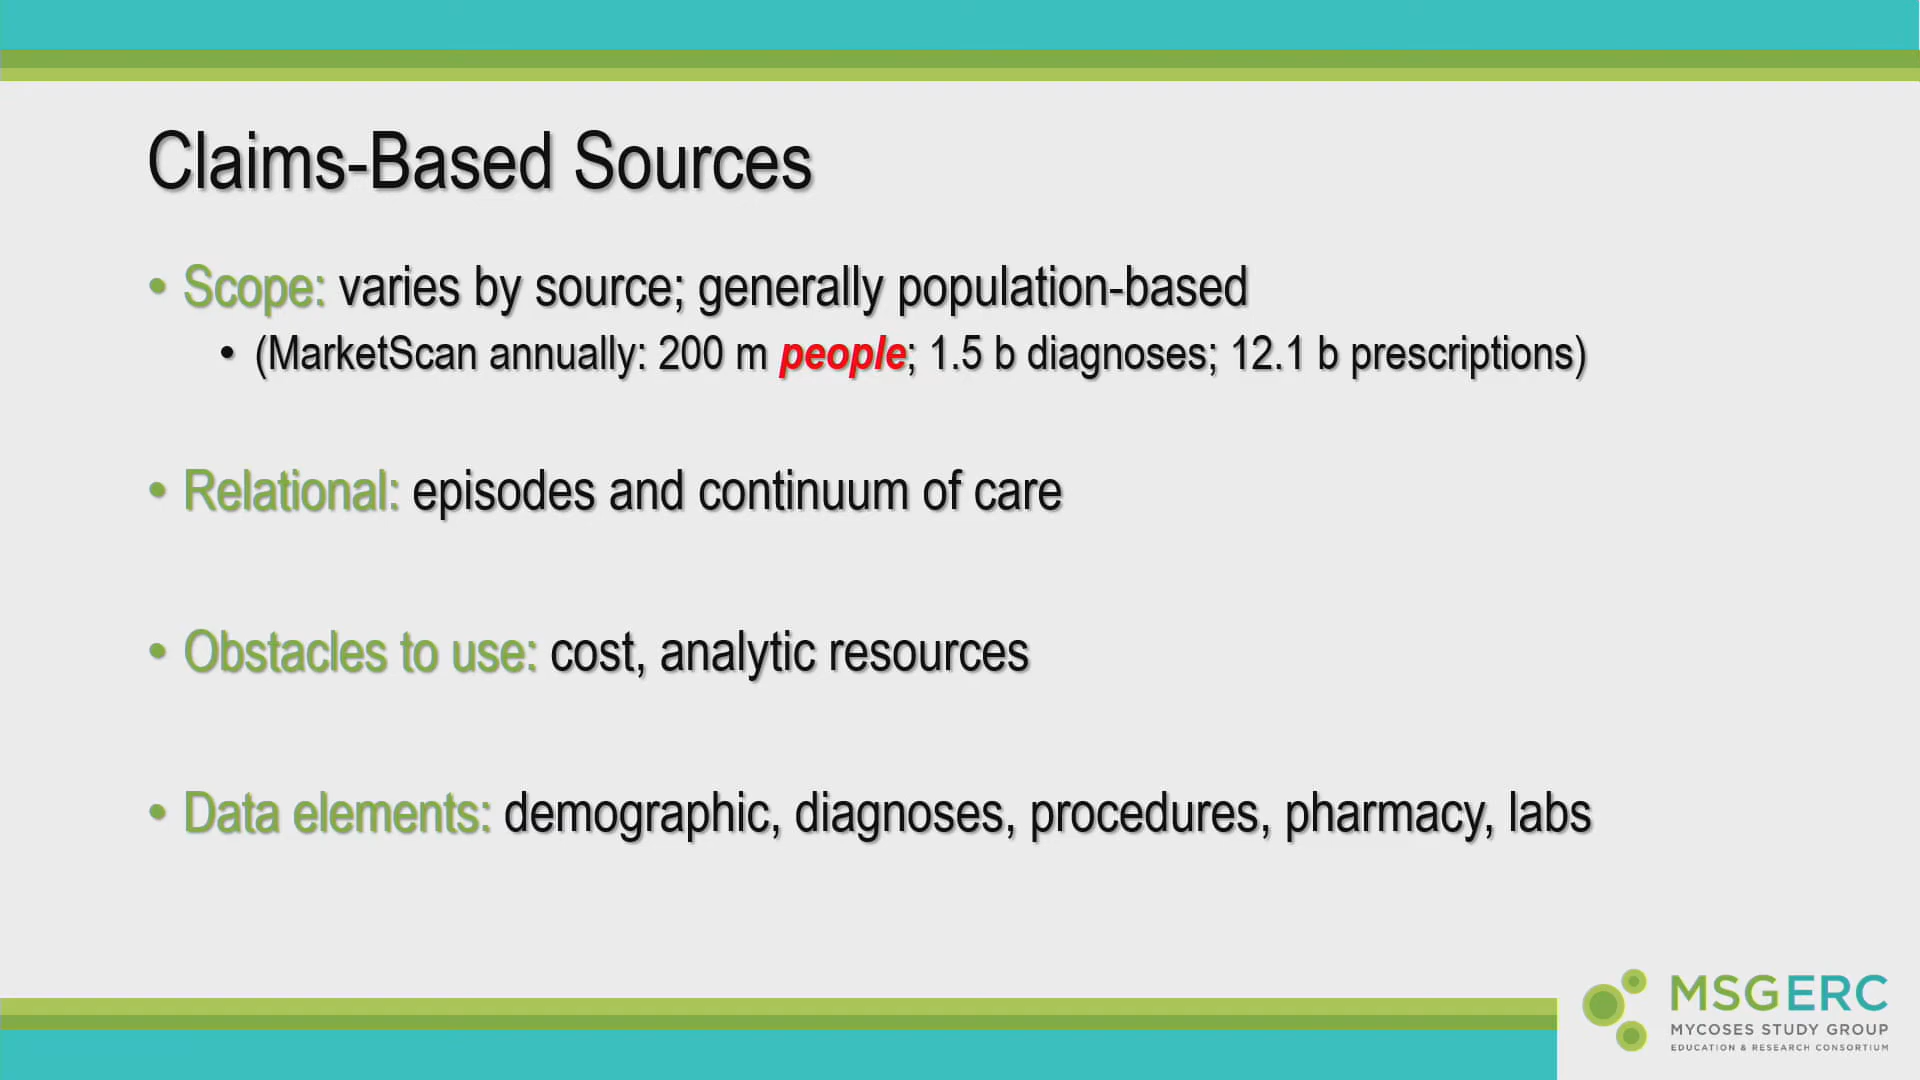 Claims-Based Sources
• Scope: varies by source; generally population-based
• (MarketScan annually: 200 m people; 1.5 b diagnoses; 12.1 b prescriptions)
• Relational: episodes and continuum of care
• Obstacles to use: cost, analytic resources
• Data elements: demographic, diagnoses, procedures, pharmacy, labs
MSGERC
MYCOSES STUDY GROUP
EDUCATION & RESEARCH CONSORTIUM